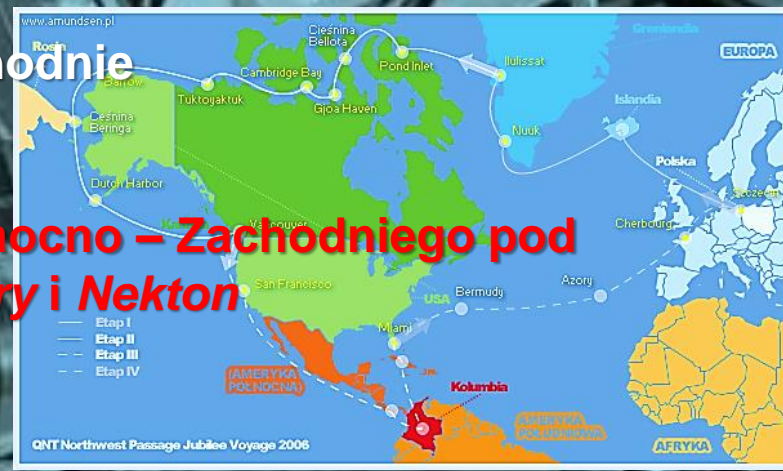 www.amundsen.pl
hodnie
Rosja
Cieśnina
Bellota
Grenlandia
EUROPA
Barrow
Cambridge Bay
Pond Inlet
Ilulissat
Tuktoyaktuk
Gjoa Haven
Islandia
Cieśnina
Beringa
Nuuk
Polska
Dutch Harbor
Szczecin
Vancouver
Cherbourg
nocno – Zachodniego pod
ry i Nekton
San Francisco
USA
Bermudy
Azory
Miami
Etap I
Etap II
Etap III
Etap IV
(AMERYKA
PÓŁNOCNA)
Kolumbia
AMERYKA
POŁUDNIOWA
AFRYKA
QNT Northwest Passage Jubilee Voyage 2006